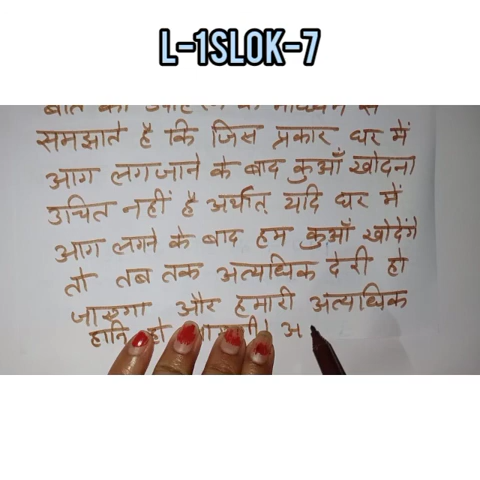 L-1SLOK-7
समझाते है कि जिस प्रकार घर में
आग लगजाने के बाद कुआँ खोदना
उचित नहीं है अर्थात् यदि घर में
आग लगने के बाद हम कुआँ खोदेंगे
तो तब तक अत्यधिक देरी हो
जाएगा और हमारी अत्यधिक
हानि हो अ